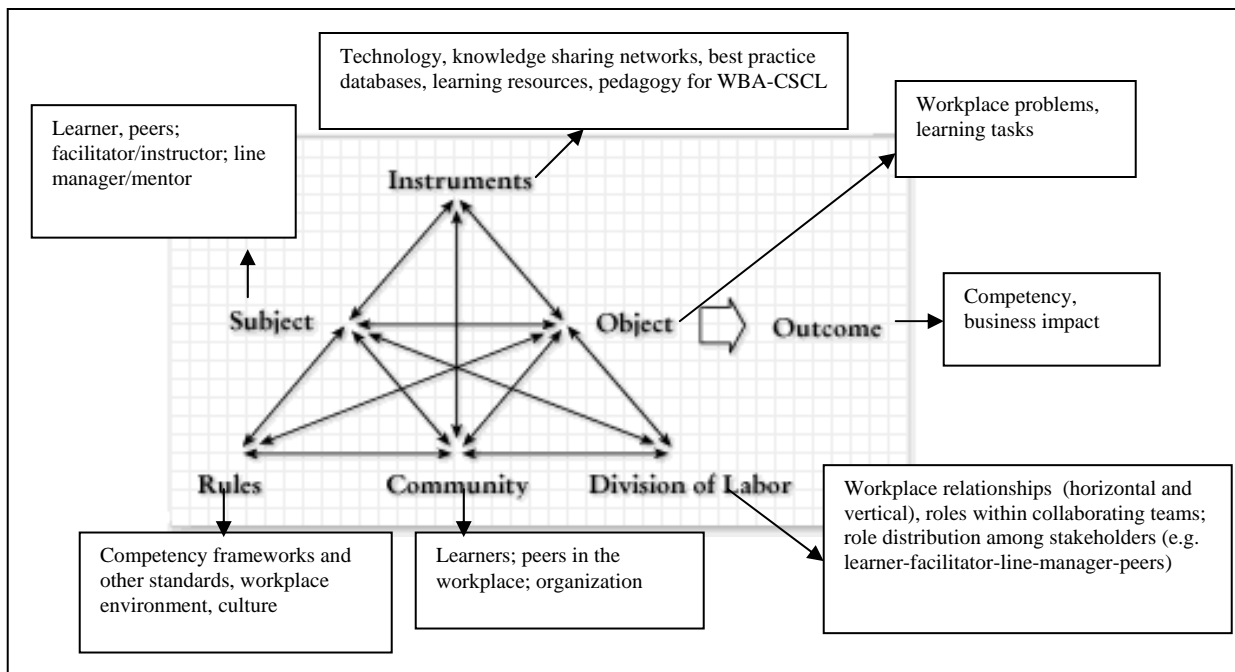 Technology, knowledge sharing networks, best practice
databases, learning resources, pedagogy for WBA-CSCL
Workplace problems,
learning tasks
Learner, peers;
facilitator/instructor; line
manager/mentor
Instruments
Subject
Object
Outcome
Competency,
business impact
Rules
Community
Division of Labor
Workplace relationships (horizontal and
vertical), roles within collaborating teams;
role distribution among stakeholders (e.g.
learner-facilitator-line-manager-peers)
Competency frameworks and
other standards, workplace
environment, culture
Learners; peers in the
workplace; organization